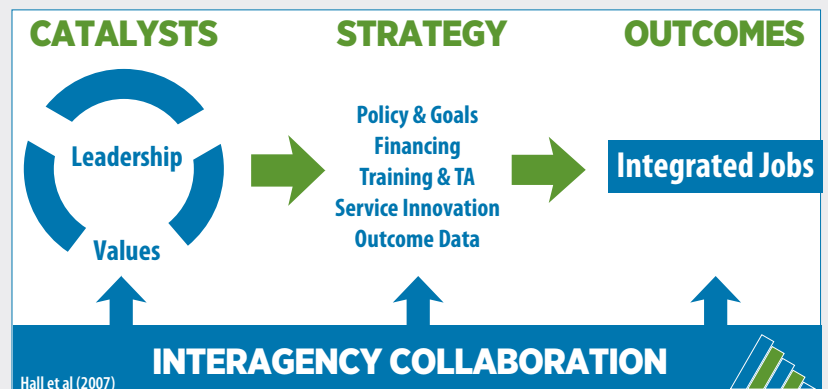 CATALYSTS
STRATEGY
OUTCOMES
Leadership
Values
Policy & Goals
Financing
Training & TA
Service Innovation
Outcome Data
Integrated Jobs
INTERAGENCY COLLABORATION
Hall et al (2007)